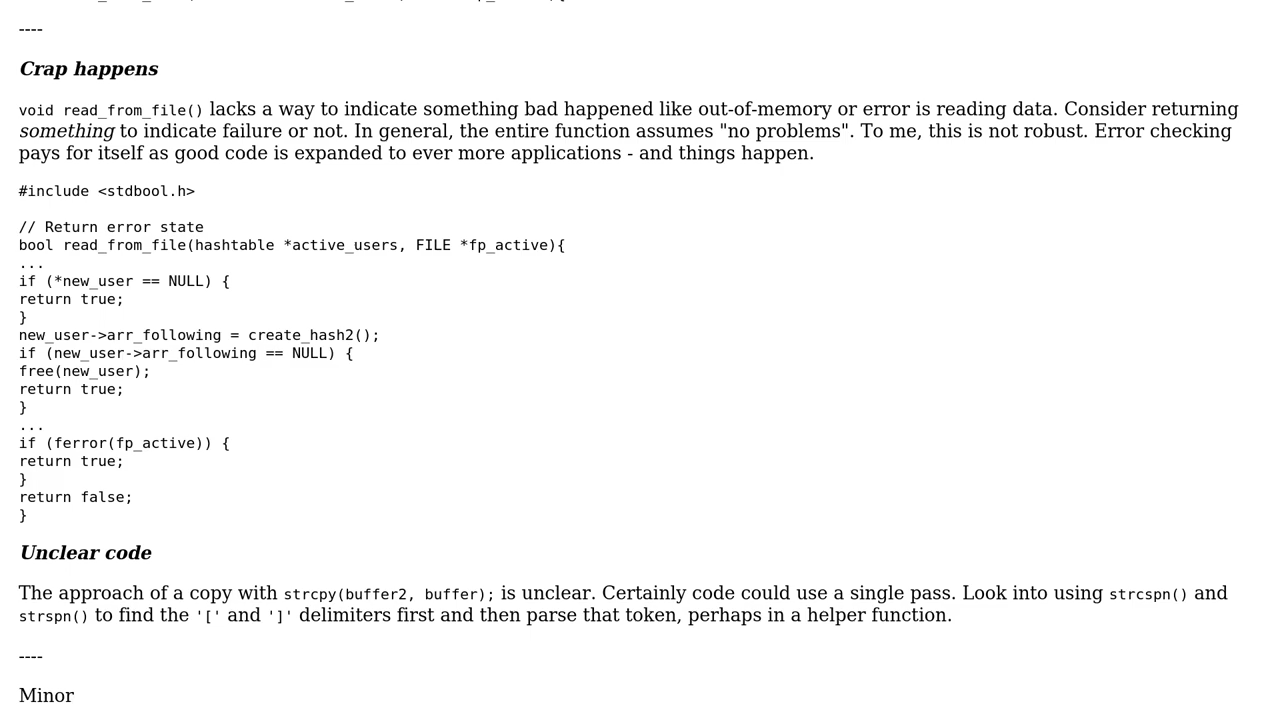 ----
Crap happens
void read_from_file() lacks a way to indicate something bad happened like out-of-memory or error is reading data. Consider returning
something to indicate failure or not. In general, the entire function assumes "no problems". To me, this is not robust. Error checking
pays for itself as good code is expanded to ever more applications - and things happen.
#include <stdbool.h>
// Return error state
bool read_from_file(hashtable *active_users, FILE *fp_active){
...
if (*new_user == NULL) {
return true;
}
new_user->arr_following = create_hash2();
if (new_user->arr_following == NULL) {
free(new_user);
return true;
}
...
if (ferror(fp_active)) {
return true;
}
return false;
}
Unclear code
The approach of a copy with strcpy(buffer2, buffer); is unclear. Certainly code could use a single pass. Look into using strcspn() and
strspn() to find the '[' and ']' delimiters first and then parse that token, perhaps in a helper function.
----
Minor